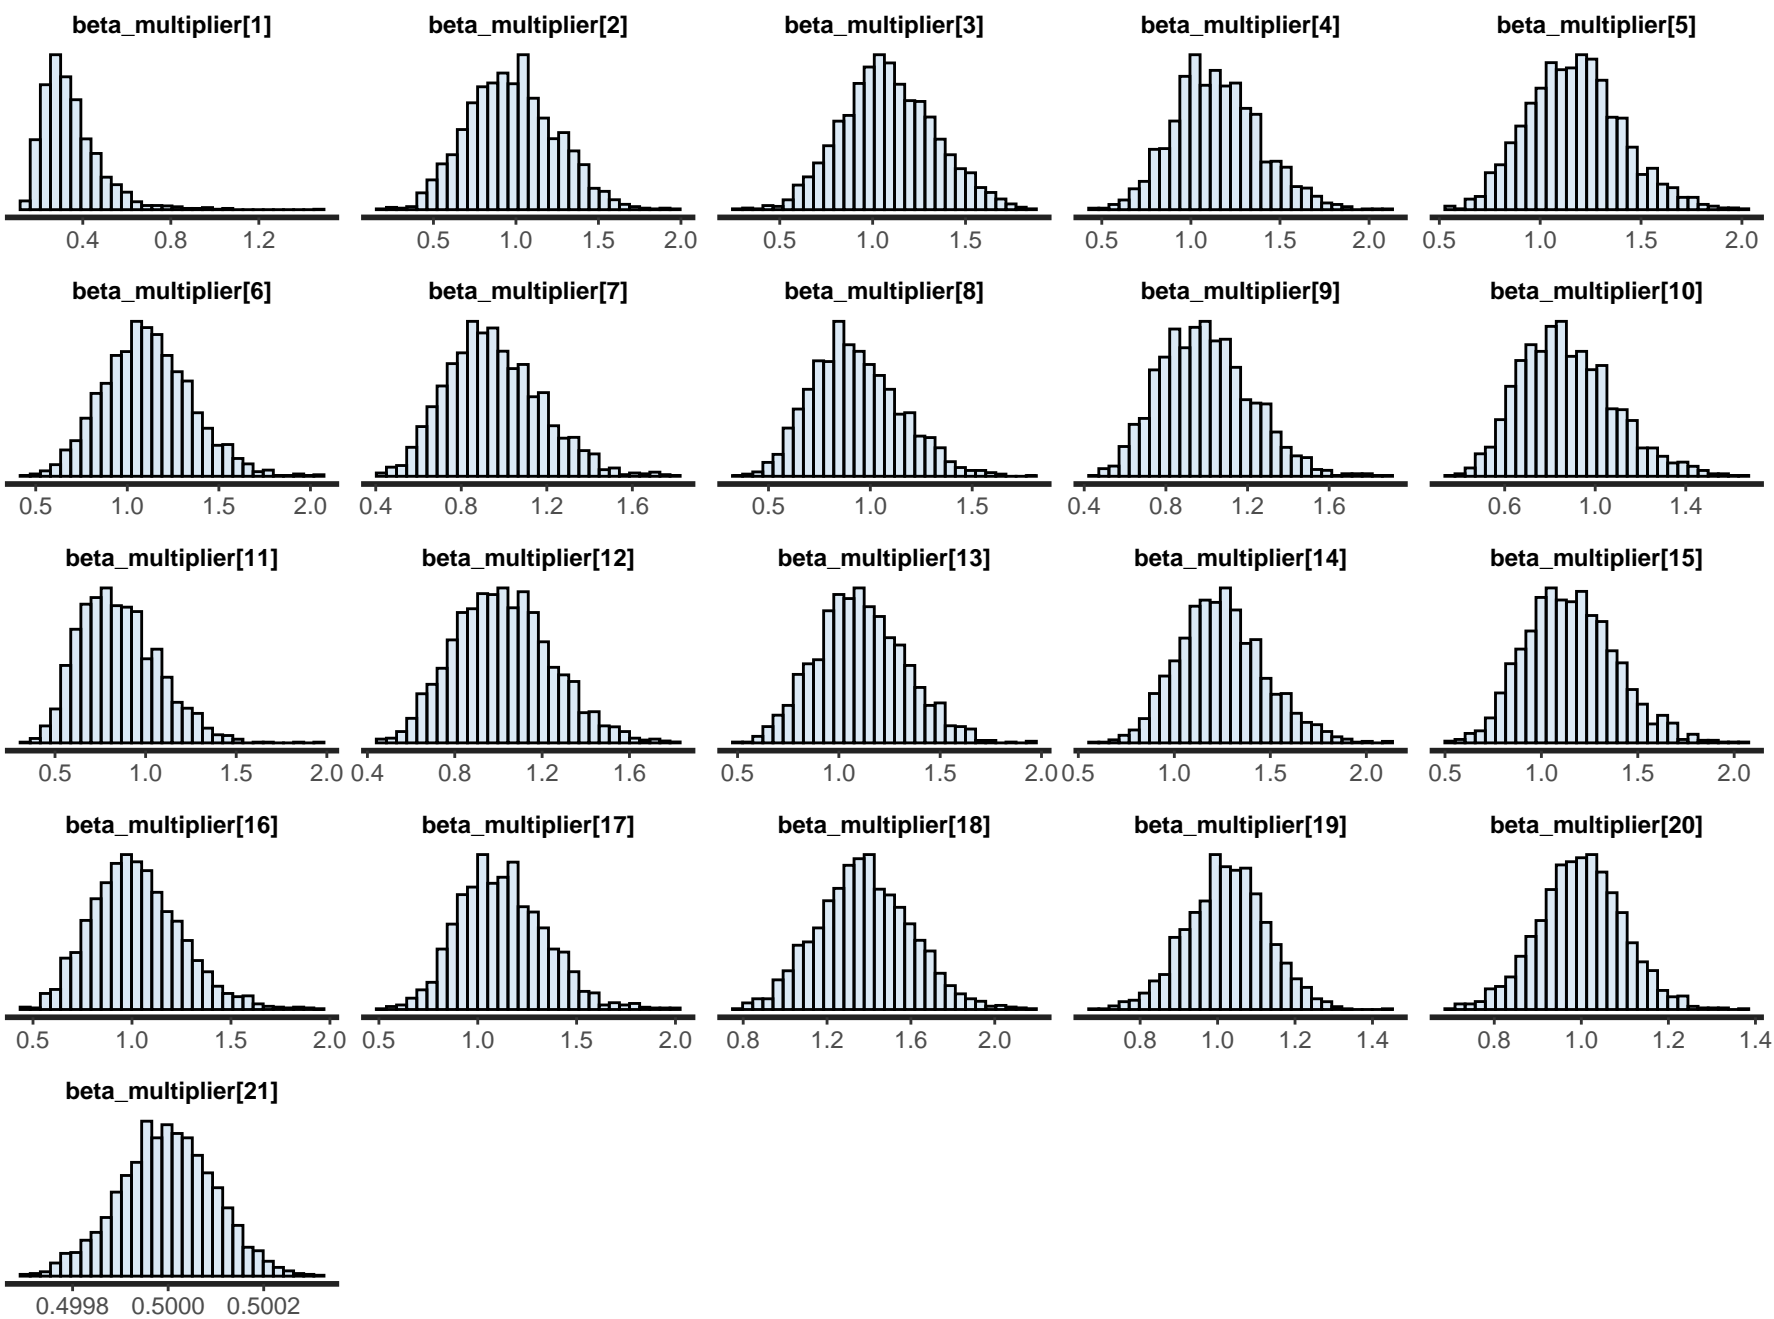 beta_multiplier[1] beta_multiplier[2] beta_multiplier[3] beta_multiplier[4] beta_multiplier[5]
0.4 0.8 1.2 0.5 1.0 1.5 2.0 0.5 1.0 1.5 0.5 1.0 1.5 2.0 0.5 1.0 1.5 2.0
beta_multiplier[6] beta_multiplier[7] beta_multiplier[8] beta_multiplier[9] beta_multiplier[10]
0.5 1.0 1.5 2.0 0.4 0.8 1.2 1.6 0.5 1.0 1.5 0.4 0.8 1.2 1.6 0.6 1.0 1.4
beta_multiplier[11] beta_multiplier[12] beta_multiplier[13] beta_multiplier[14] beta_multiplier[15]
0.5 1.0 1.5 2.0 0.4 0.8 1.2 1.6 0.5 1.0 1.5 2.0 0.5 1.0 1.5 2.0 0.5 1.0 1.5 2.0
beta_multiplier[16] beta_multiplier[17] beta_multiplier[18] beta_multiplier[19] beta_multiplier[20]
0.5 1.0 1.5 2.0 0.5 1.0 1.5 2.0 0.8 1.2 1.6 2.0 0.8 1.0 1.2 1.4 0.8 1.0 1.2 1.4
beta_multiplier[21]
0.4998 0.5000 0.5002